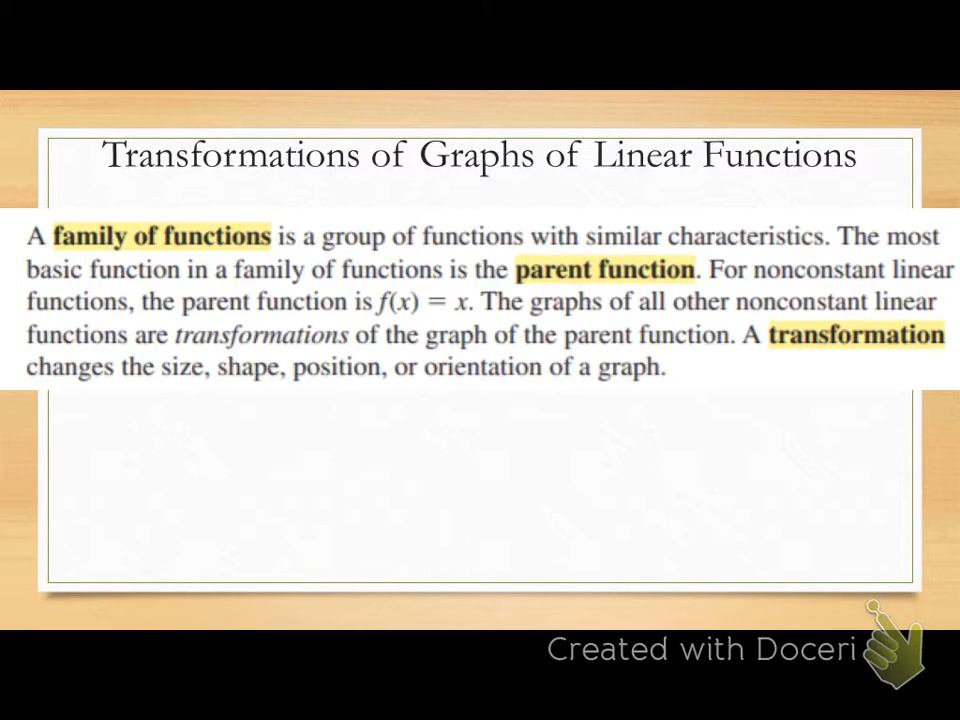 Transformations of Graphs of Linear Functions
A family of functions is a group of functions with similar characteristics. The most
basic function in a family of functions is the parent function. For nonconstant linear
functions, the parent function is f(x) = x. The graphs of all other nonconstant linear
functions are transformations of the graph of the parent function. A transformation
changes the size, shape, position, or orientation of a graph.
Created with Doceri